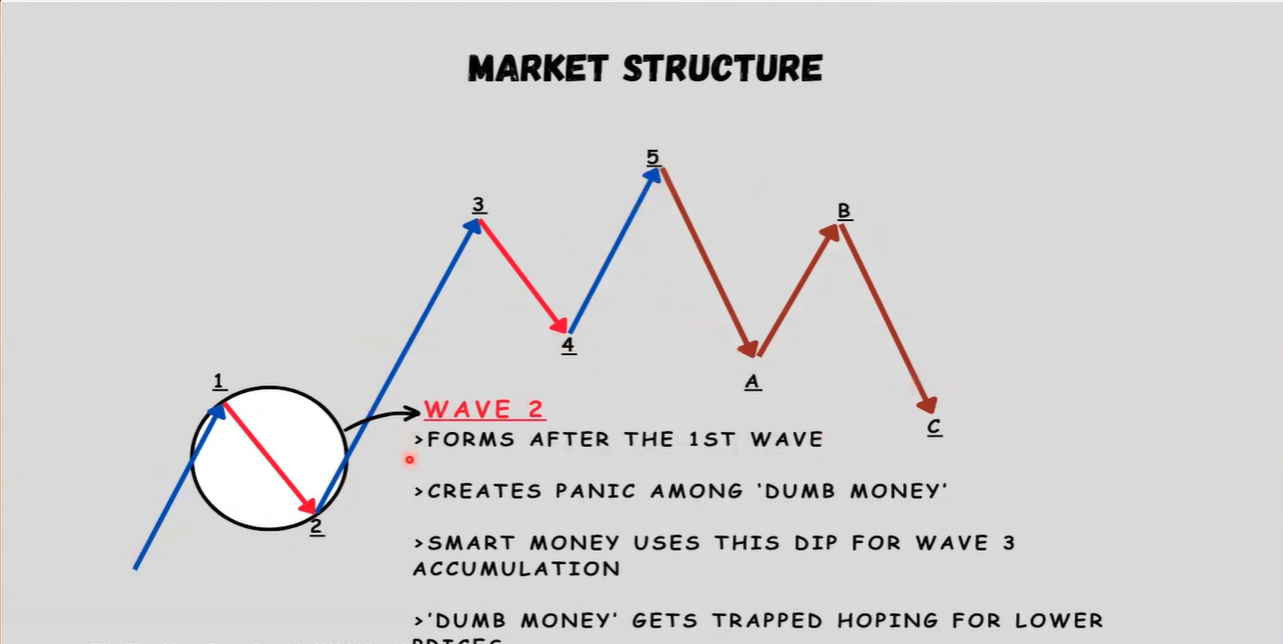 MARKET STRUCTURE
5
3
B
4
1
A
WAVE 2
>FORMS AFTER THE 1ST WAVE
C
>CREATES PANIC AMONG 'DUMB MONEY'
2
>SMART MONEY USES THIS DIP FOR WAVE 3
ACCUMULATION
>'DUMB MONEY' GETS TRAPPED HOPING FOR LOWER